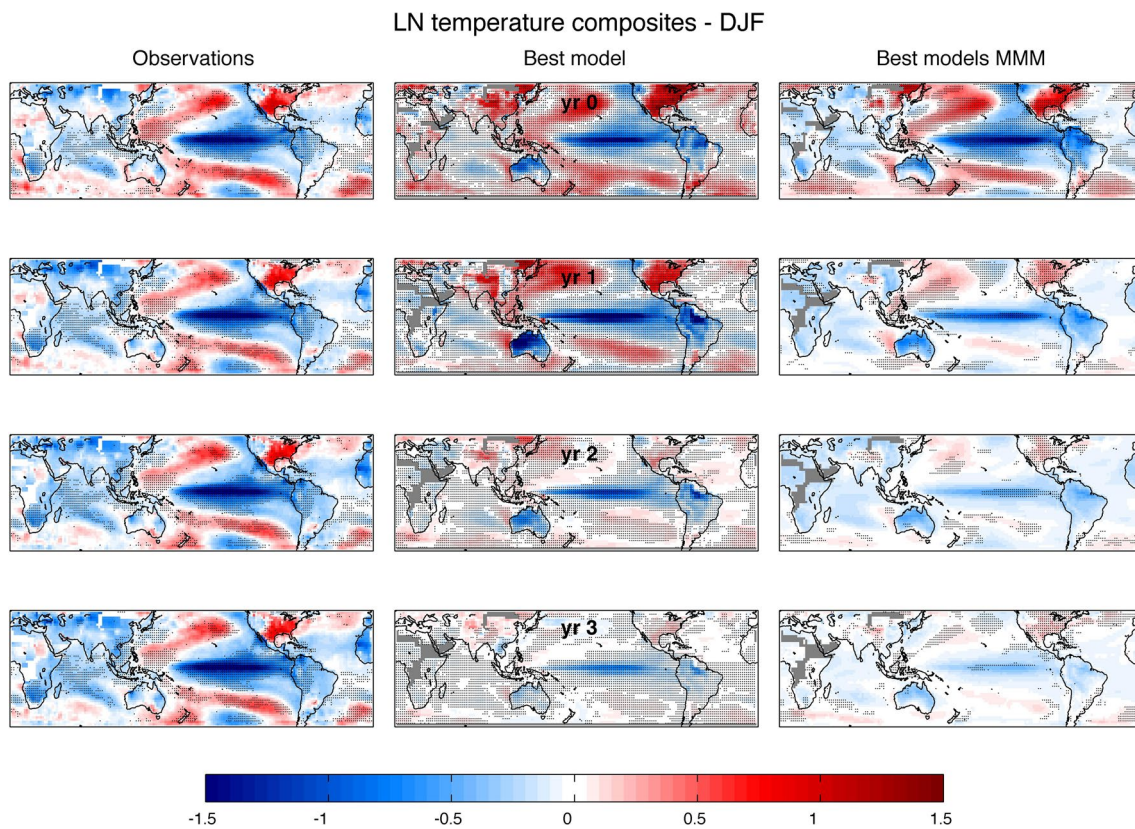 LN temperature composites - DJF
Observations Best model Best models MMM
yr 0
yr 1
yr 2
yr 3
-1.5 -1 -0.5 0 0.5 1 1.5